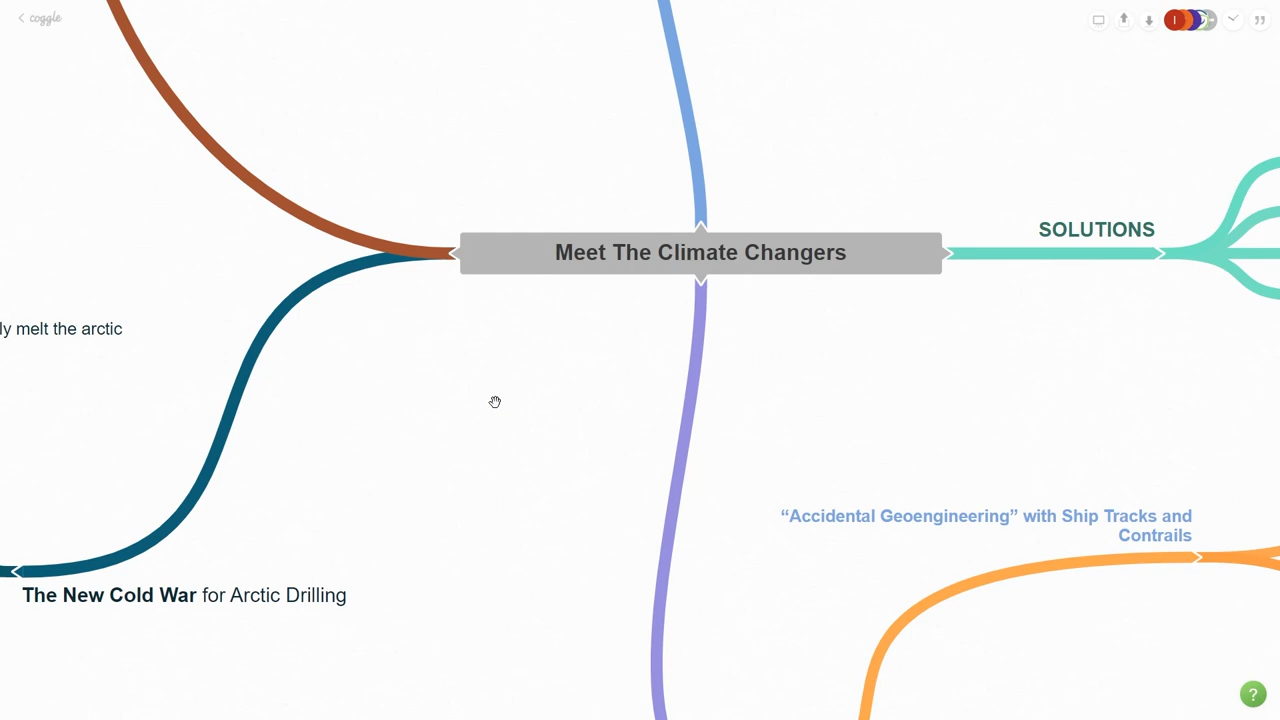 coggle
Meet The Climate Changers
SOLUTIONS
ly melt the arctic
“Accidental Geoengineering” with Ship Tracks and
Contrails
The New Cold War for Arctic Drilling
?